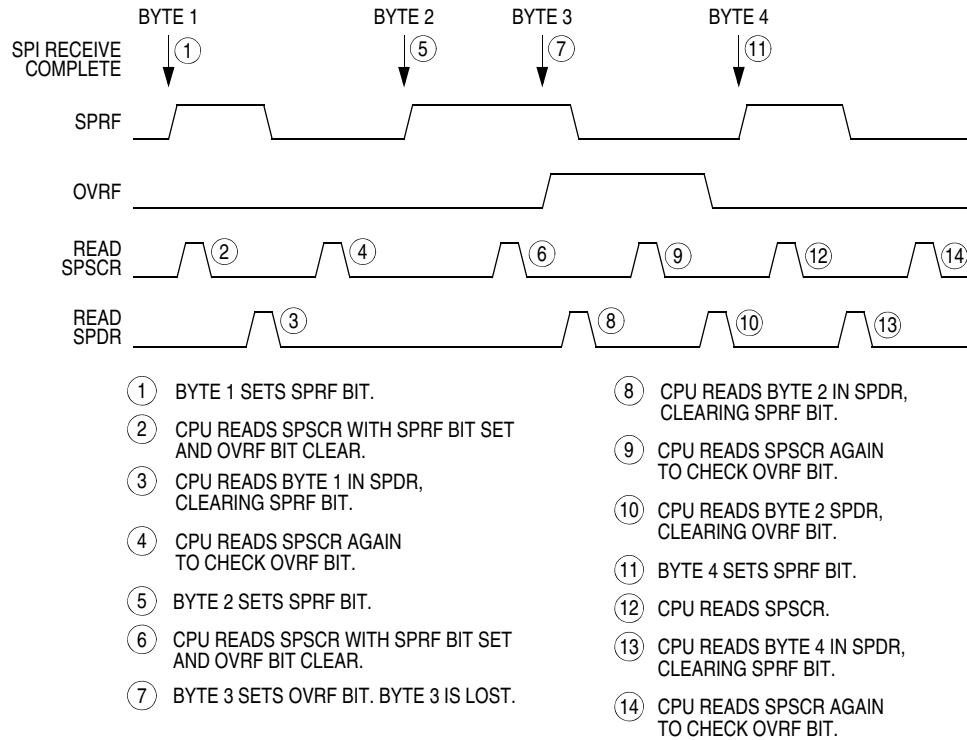 BYTE 1 BYTE 2 BYTE 3 BYTE 4
SPI RECEIVE
COMPLETE
1 5 7 11
SPRF
OVRF
READ
SPSCR
2 4 6 9 12 14
READ
SPDR
3 8 10 13
1 BYTE 1 SETS SPRF BIT.
2 CPU READS SPSCR WITH SPRF BIT SET
AND OVRF BIT CLEAR.
3 CPU READS BYTE 1 IN SPDR,
CLEARING SPRF BIT.
4 CPU READS SPSCR AGAIN
TO CHECK OVRF BIT.
5 BYTE 2 SETS SPRF BIT.
6 CPU READS SPSCR WITH SPRF BIT SET
AND OVRF BIT CLEAR.
7 BYTE 3 SETS OVRF BIT. BYTE 3 IS LOST.
8 CPU READS BYTE 2 IN SPDR,
CLEARING SPRF BIT.
9 CPU READS SPSCR AGAIN
TO CHECK OVRF BIT.
10 CPU READS BYTE 2 SPDR,
CLEARING OVRF BIT.
11 BYTE 4 SETS SPRF BIT.
12 CPU READS SPSCR.
13 CPU READS BYTE 4 IN SPDR,
CLEARING SPRF BIT.
14 CPU READS SPSCR AGAIN
TO CHECK OVRF BIT.